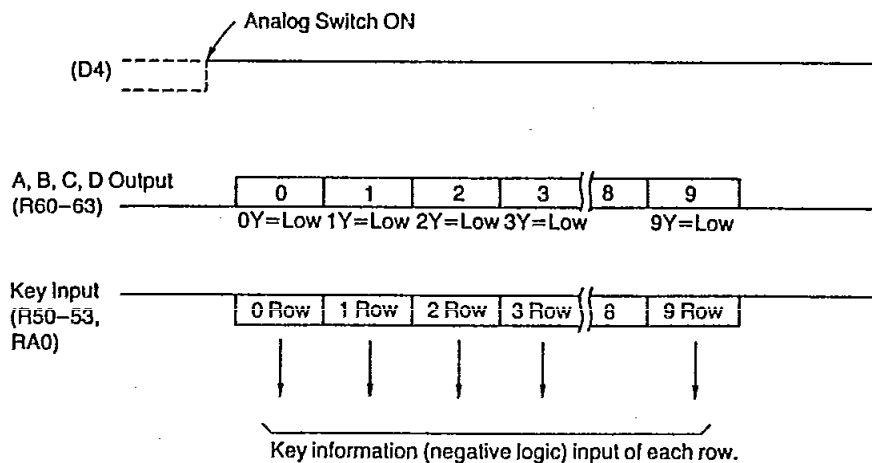 Analog Switch ON
(D4)
A, B, C, D Output
(R60–63)
0 1 2 3 8 9
0Y=Low 1Y=Low 2Y=Low 3Y=Low 9Y=Low
Key Input
(R50–53,
RA0)
0 Row 1 Row 2 Row 3 Row 8 9 Row
Key information (negative logic) input of each row.